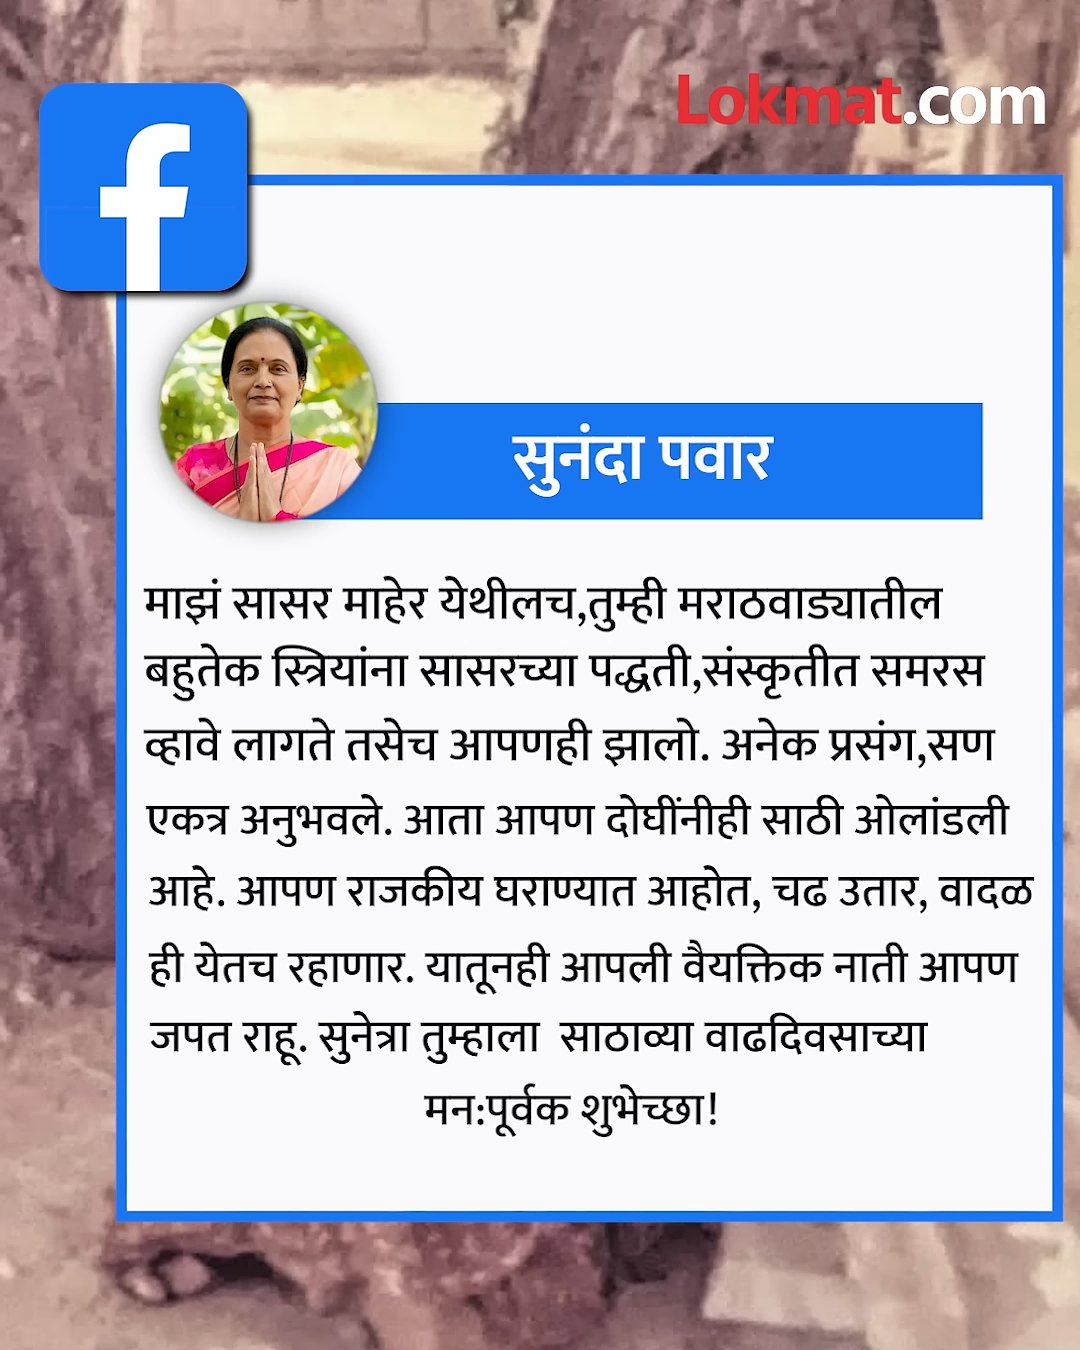 Lokmat.com
सुनंदा पवार
माझं सासर माहेर येथीलच,तुम्ही मराठवाड्यातील
बहुतेक स्त्रियांना सासरच्या पद्धती,संस्कृतीत समरस
व्हावे लागते तसेच आपणही झालो. अनेक प्रसंग,सण
एकत्र अनुभवले. आता आपण दोघींनीही साठी ओलांडली
आहे. आपण राजकीय घराण्यात आहोत, चढ उतार, वादळ
ही येतच रहाणार. यातूनही आपली वैयक्तिक नाती आपण
जपत राहू. सुनेत्रा तुम्हाला साठाव्या वाढदिवसाच्या
मन:पूर्वक शुभेच्छा!